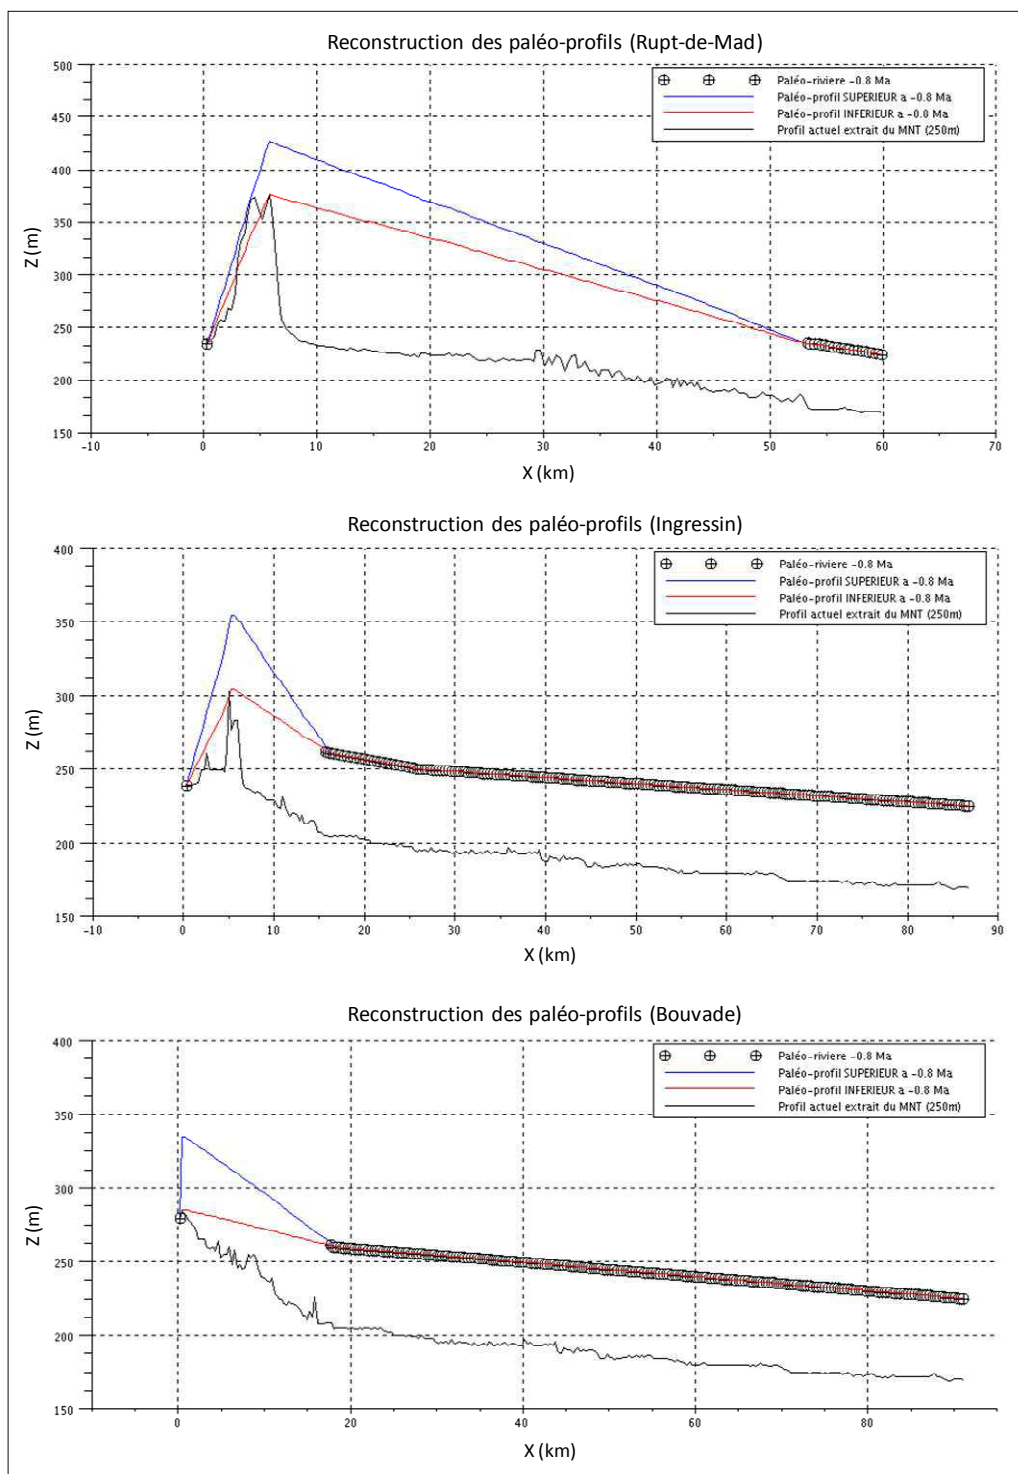 Reconstruction des paléo-profils (Rupt-de-Mad)
500
450
400
350
300
250
200
150
Z (m)
Paléo-riviere -0.8 Ma
Paléo-profil SUPERIEUR a -0.8 Ma
Paléo-profil INFERIEUR a -0.8 Ma
Profil actuel extrait du MNT (250m)
-10 0 10 20 30 40 50 60 70
X (km)
Reconstruction des paléo-profils (Ingressin)
400
350
300
250
200
150
Z (m)
Paléo-riviere -0.8 Ma
Paléo-profil SUPERIEUR a -0.8 Ma
Paléo-profil INFERIEUR a -0.8 Ma
Profil actuel extrait du MNT (250m)
-10 0 10 20 30 40 50 60 70 80 90
X (km)
Reconstruction des paléo-profils (Bouvade)
400
350
300
250
200
150
Z (m)
Paléo-riviere -0.8 Ma
Paléo-profil SUPERIEUR a -0.8 Ma
Paléo-profil INFERIEUR a -0.8 Ma
Profil actuel extrait du MNT (250m)
0 20 40 60 80
X (km)